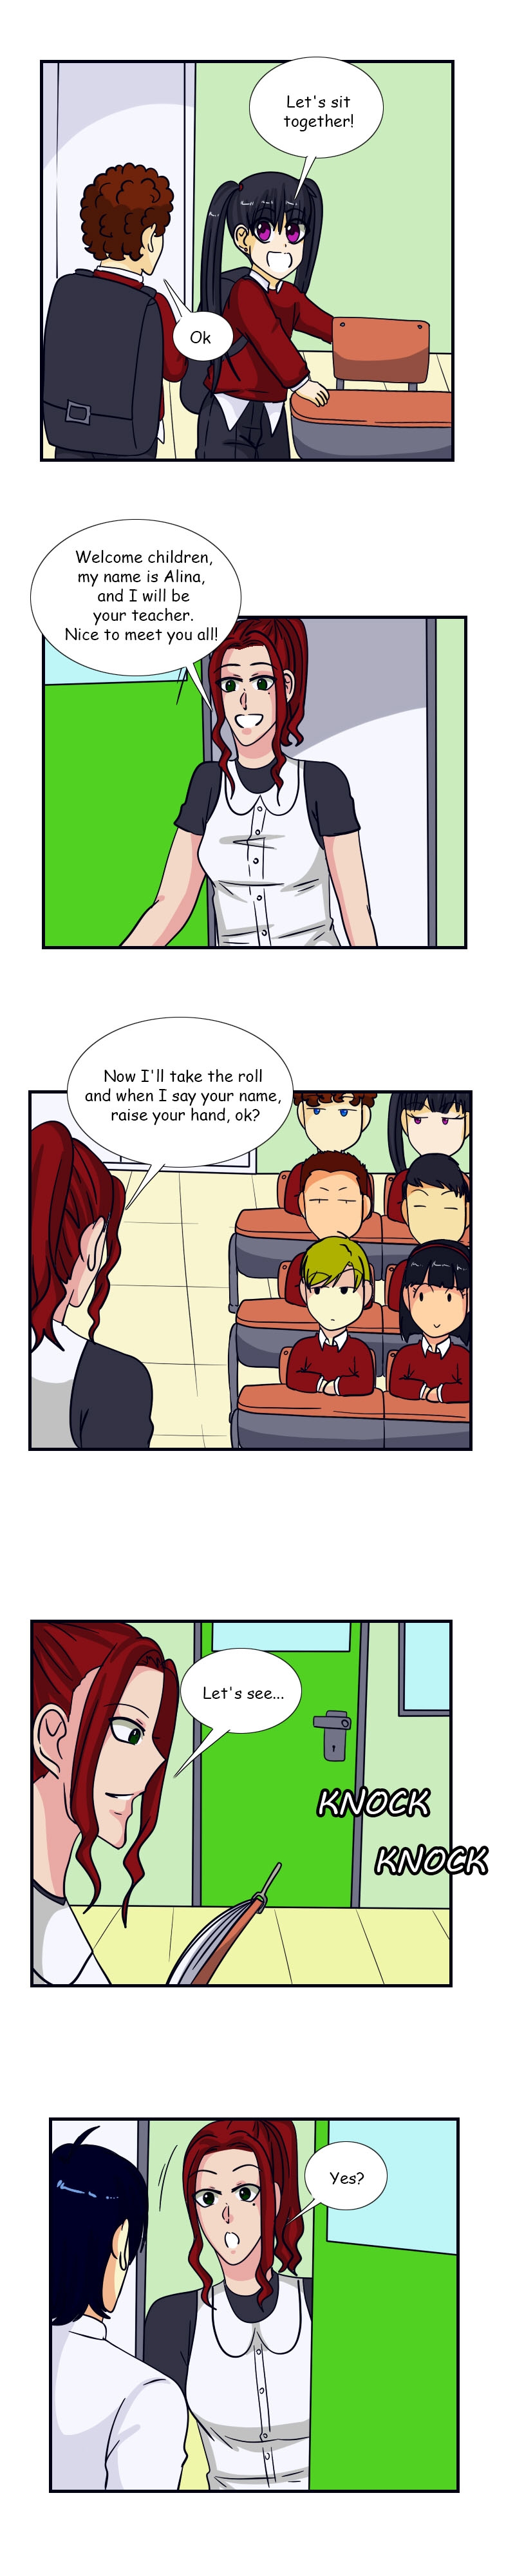 Let's sit
together!
Ok
Welcome children,
my name is Alina,
and I will be
your teacher.
Nice to meet you all!
Now I'll take the roll
and when I say your name,
raise your hand, ok?
Let's see...
KNOCK
KNOCK
Yes?